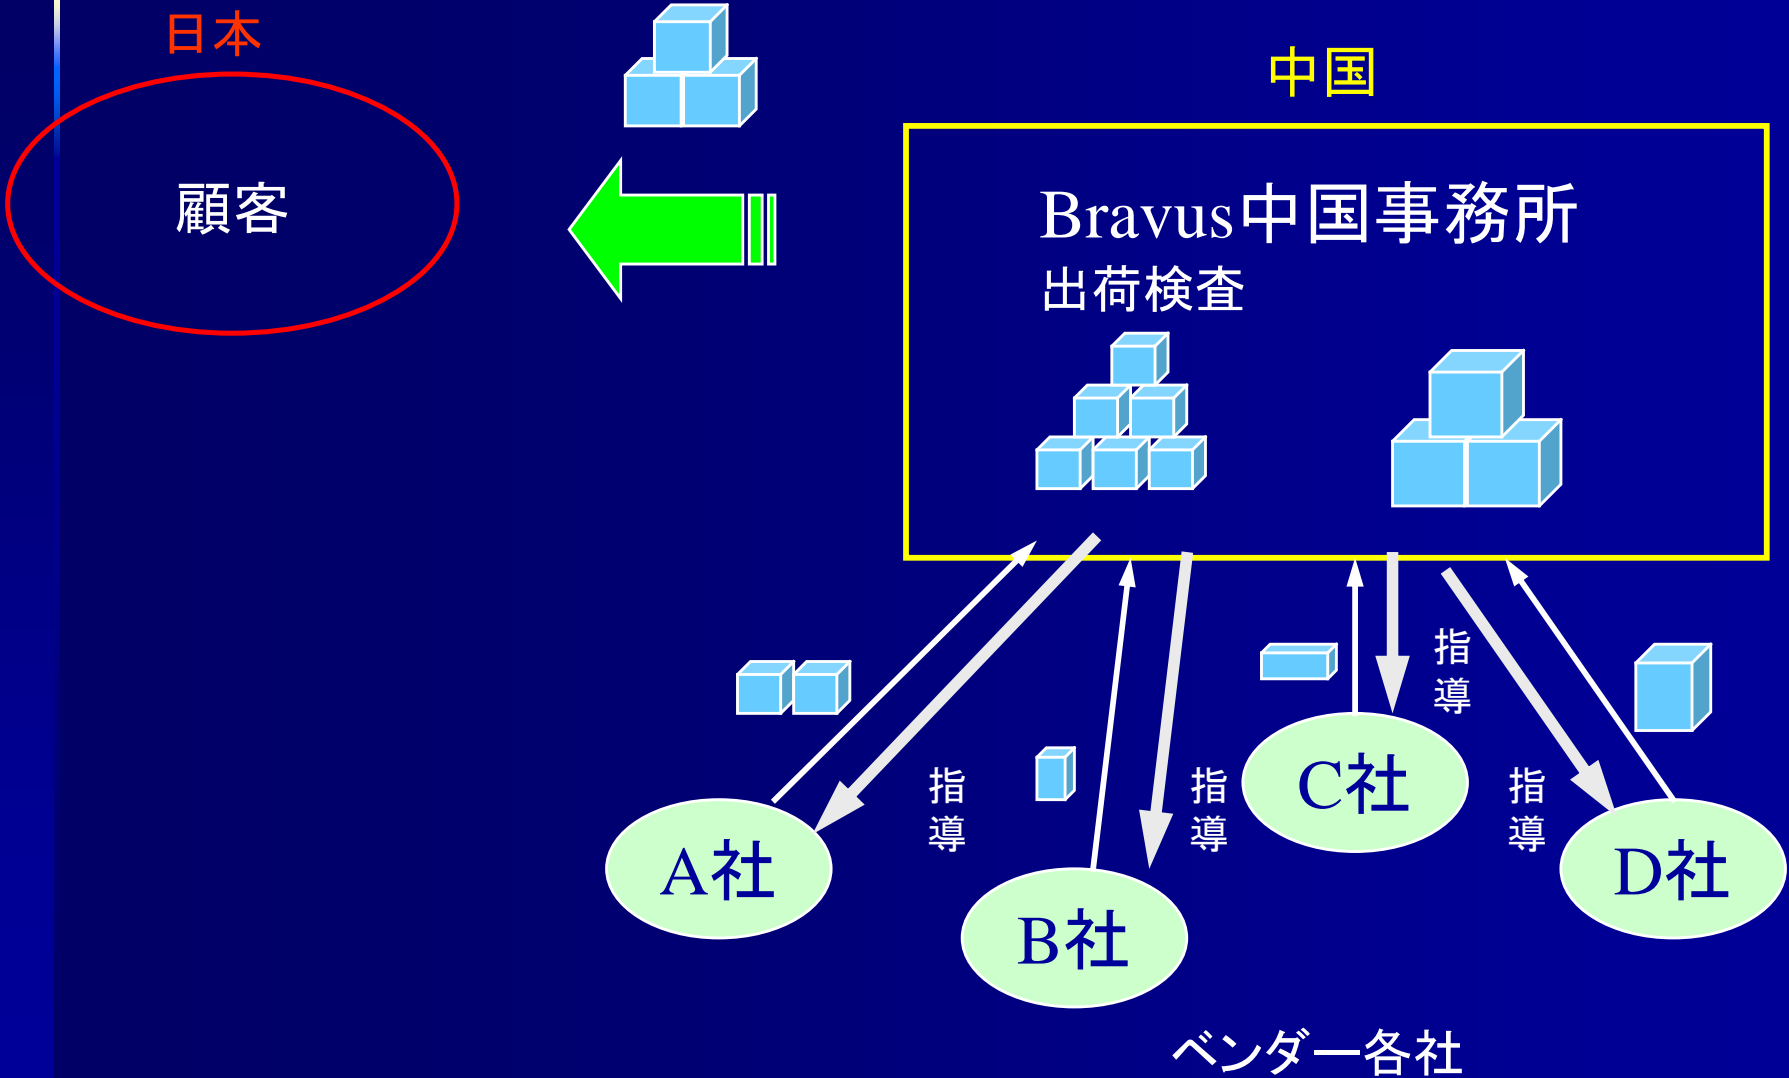 日本
中国
顧客
Bravus中国事務所
出荷検査
指導
指導
指導
指導
C社
A社
D社
B社
ベンダー各社